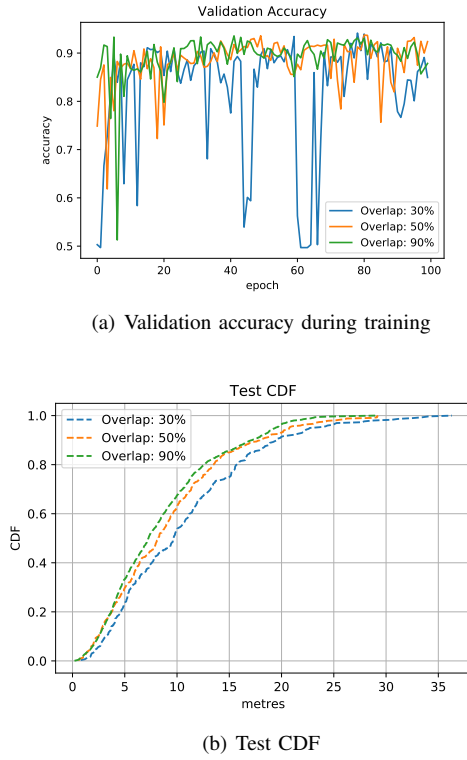 Validation Accuracy
accuracy
0.9
0.8
0.7
0.6
0.5
Overlap: 30%
Overlap: 50%
Overlap: 90%
0 20 40 60 80 100
epoch
(a) Validation accuracy during training
Test CDF
CDF
1.0
0.8
0.6
0.4
0.2
0.0
Overlap: 30%
Overlap: 50%
Overlap: 90%
0 5 10 15 20 25 30 35
metres
(b) Test CDF